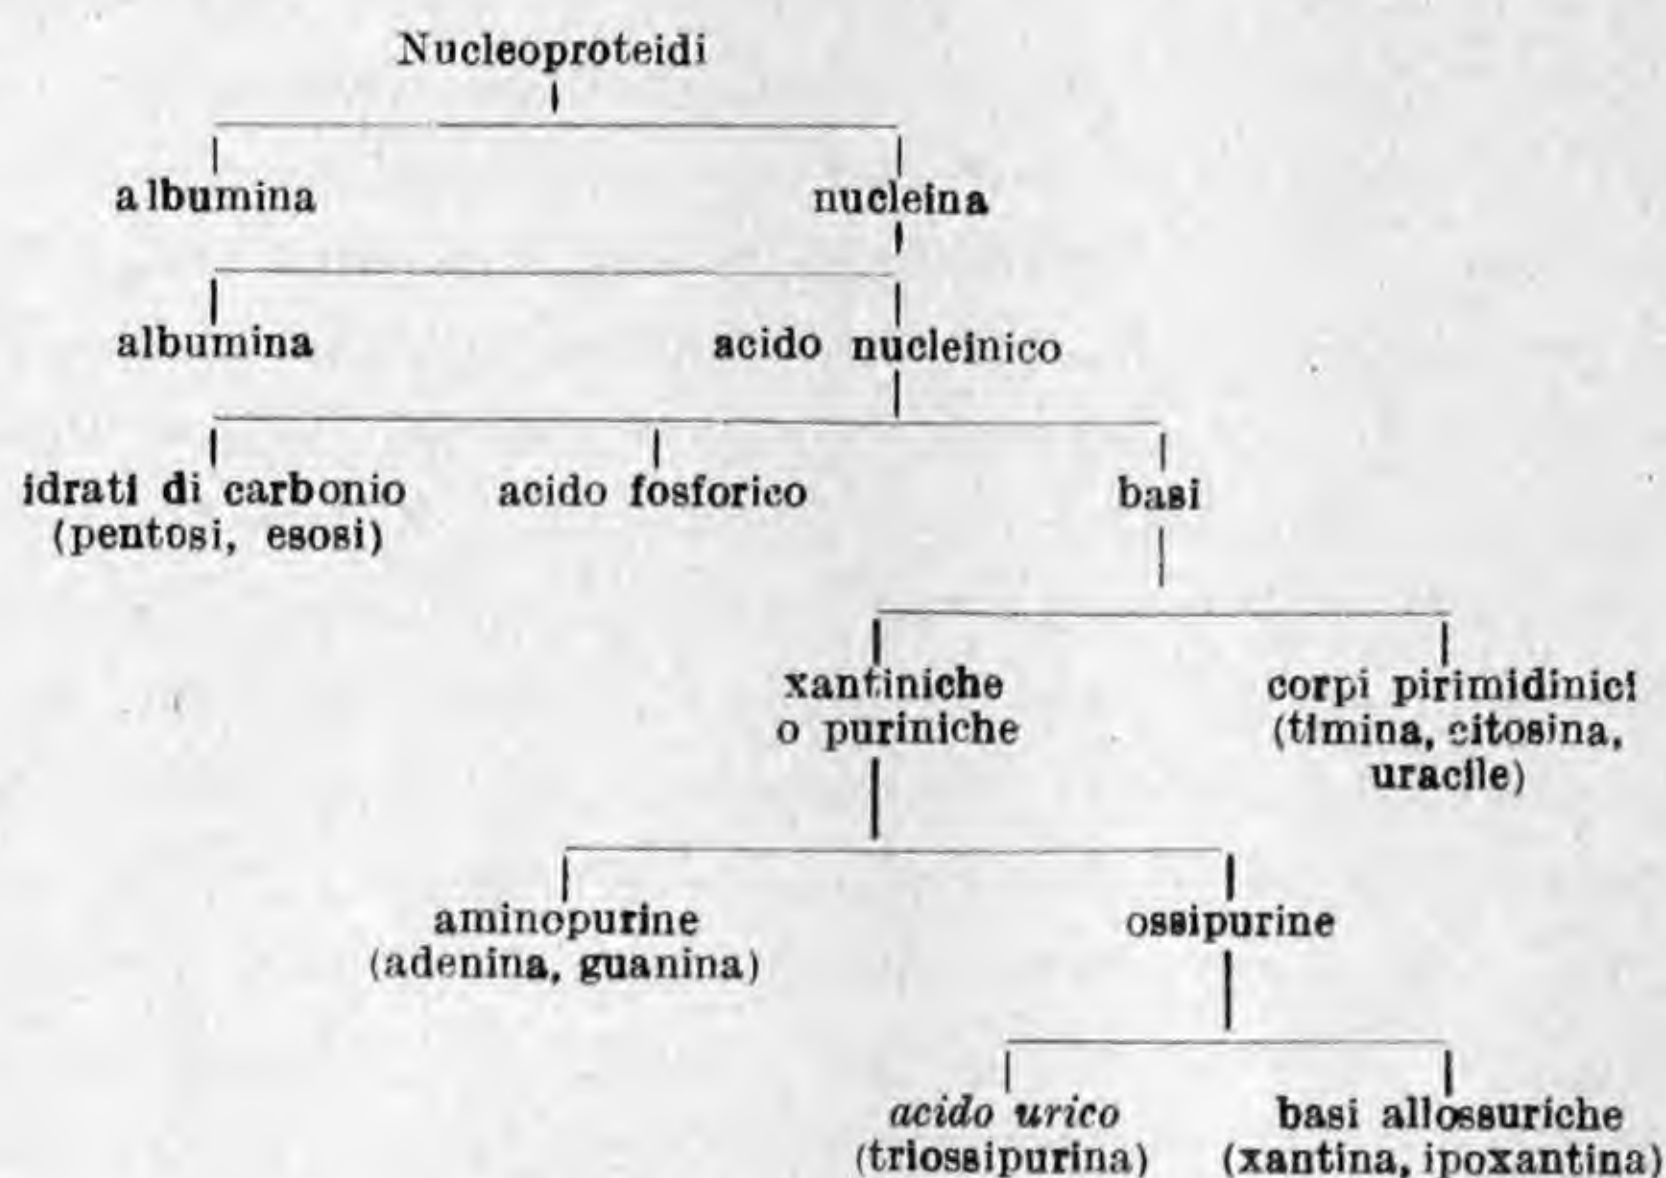 Nucleoproteidi
albumina nucleina
albumina acido nucleinico
idrati di carbonio acido fosforico basi
(pentosi, esosi)
xantiniche corpi pirimidinici
o puriniche (timina, citosina,
uracile)
aminopurine ossipurine
(adenina, guanina)
acido urico basi allossuriche
(triossipurina) (xantina, ipoxantina)